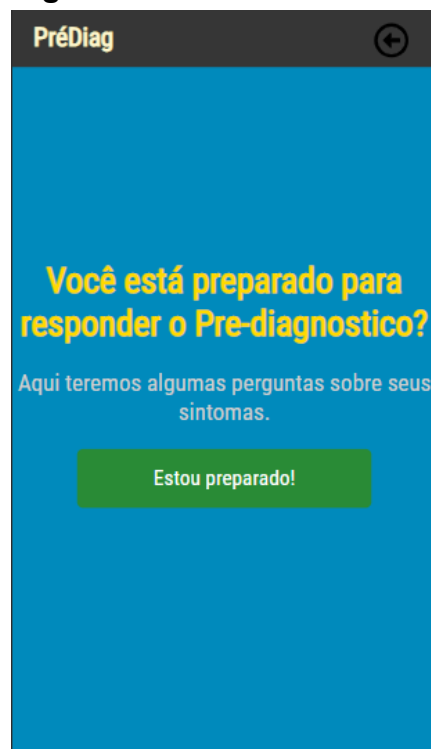 PréDiag
Você está preparado para
responder o Pre-diagnostico?
Aqui teremos algumas perguntas sobre seus
sintomas.
Estou preparado!